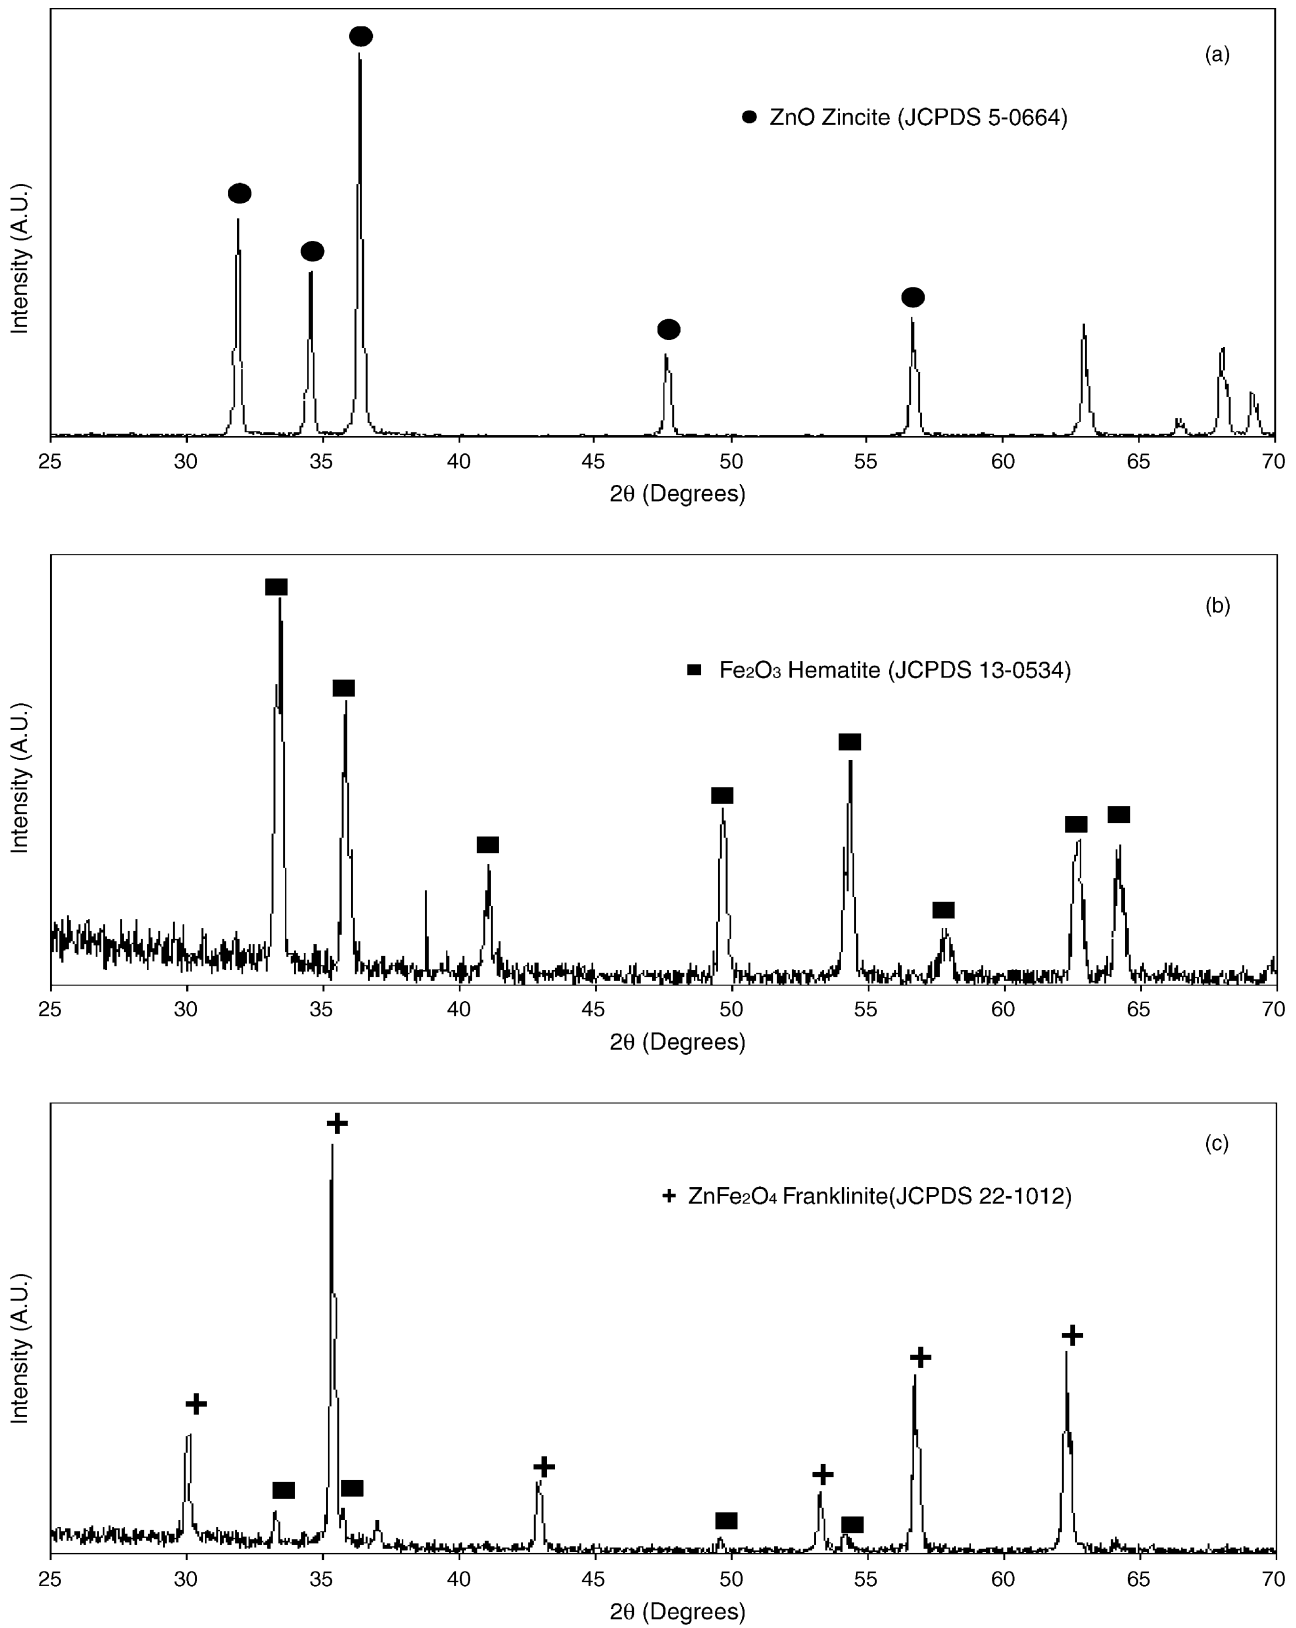 (a)
● ZnO Zincite (JCPDS 5-0664)
Intensity (A.U.)
25 30 35 40 45 50 55 60 65 70
2θ (Degrees)
(b)
■ Fe₂O₃ Hematite (JCPDS 13-0534)
Intensity (A.U.)
25 30 35 40 45 50 55 60 65 70
2θ (Degrees)
(c)
+ ZnFe₂O₄ Franklinite(JCPDS 22-1012)
Intensity (A.U.)
25 30 35 40 45 50 55 60 65 70
2θ (Degrees)